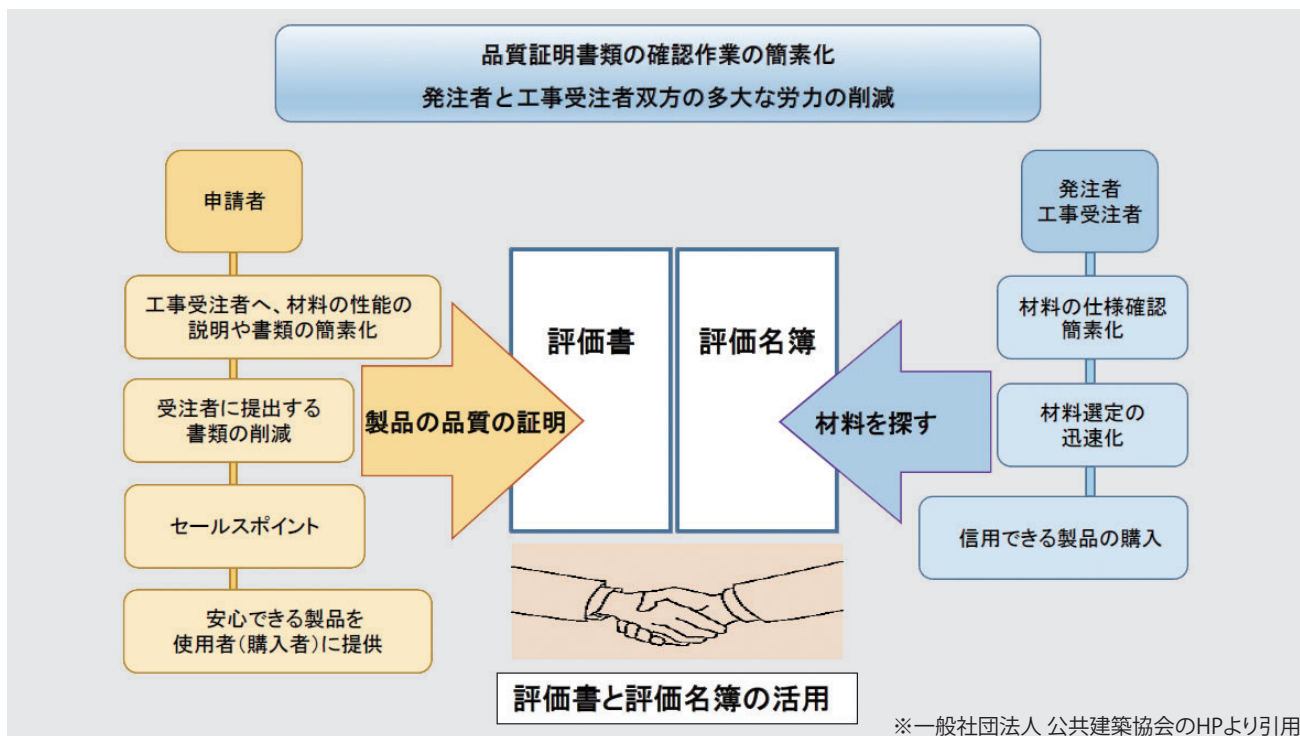 品質証明書類の確認作業の簡素化
発注者と工事受注者双方の多大な労力の削減
申請者
工事受注者へ、材料の性能の
説明や書類の簡素化
受注者に提出する
書類の削減
セールスポイント
安心できる製品を
使用者(購入者)に提供
製品の品質の証明
評価書
評価名簿
材料を探す
発注者
工事受注者
材料の仕様確認
簡素化
材料選定の
迅速化
信用できる製品の購入
評価書と評価名簿の活用
※一般社団法人 公共建築協会のHPより引用